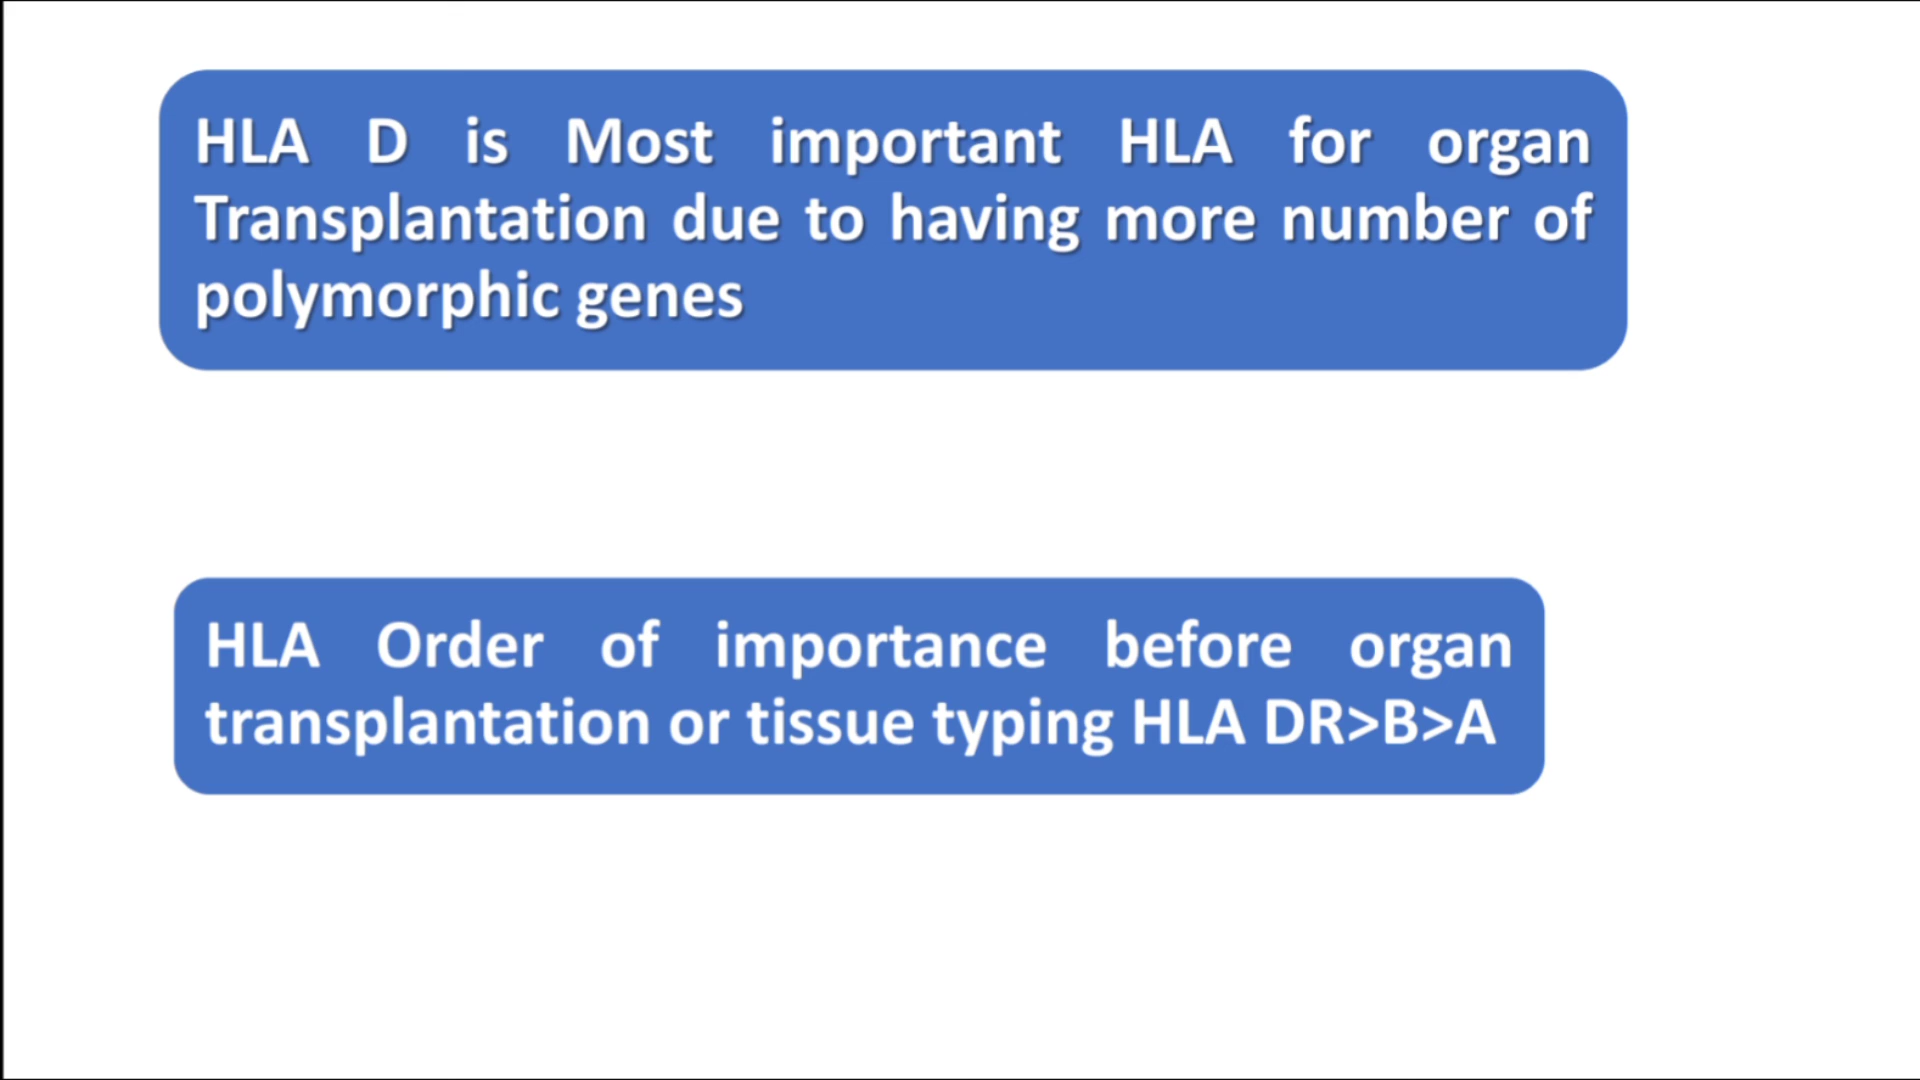 HLA D is Most important HLA for organ
Transplantation due to having more number of
polymorphic genes
HLA Order of importance before organ
transplantation or tissue typing HLA DR>B>A